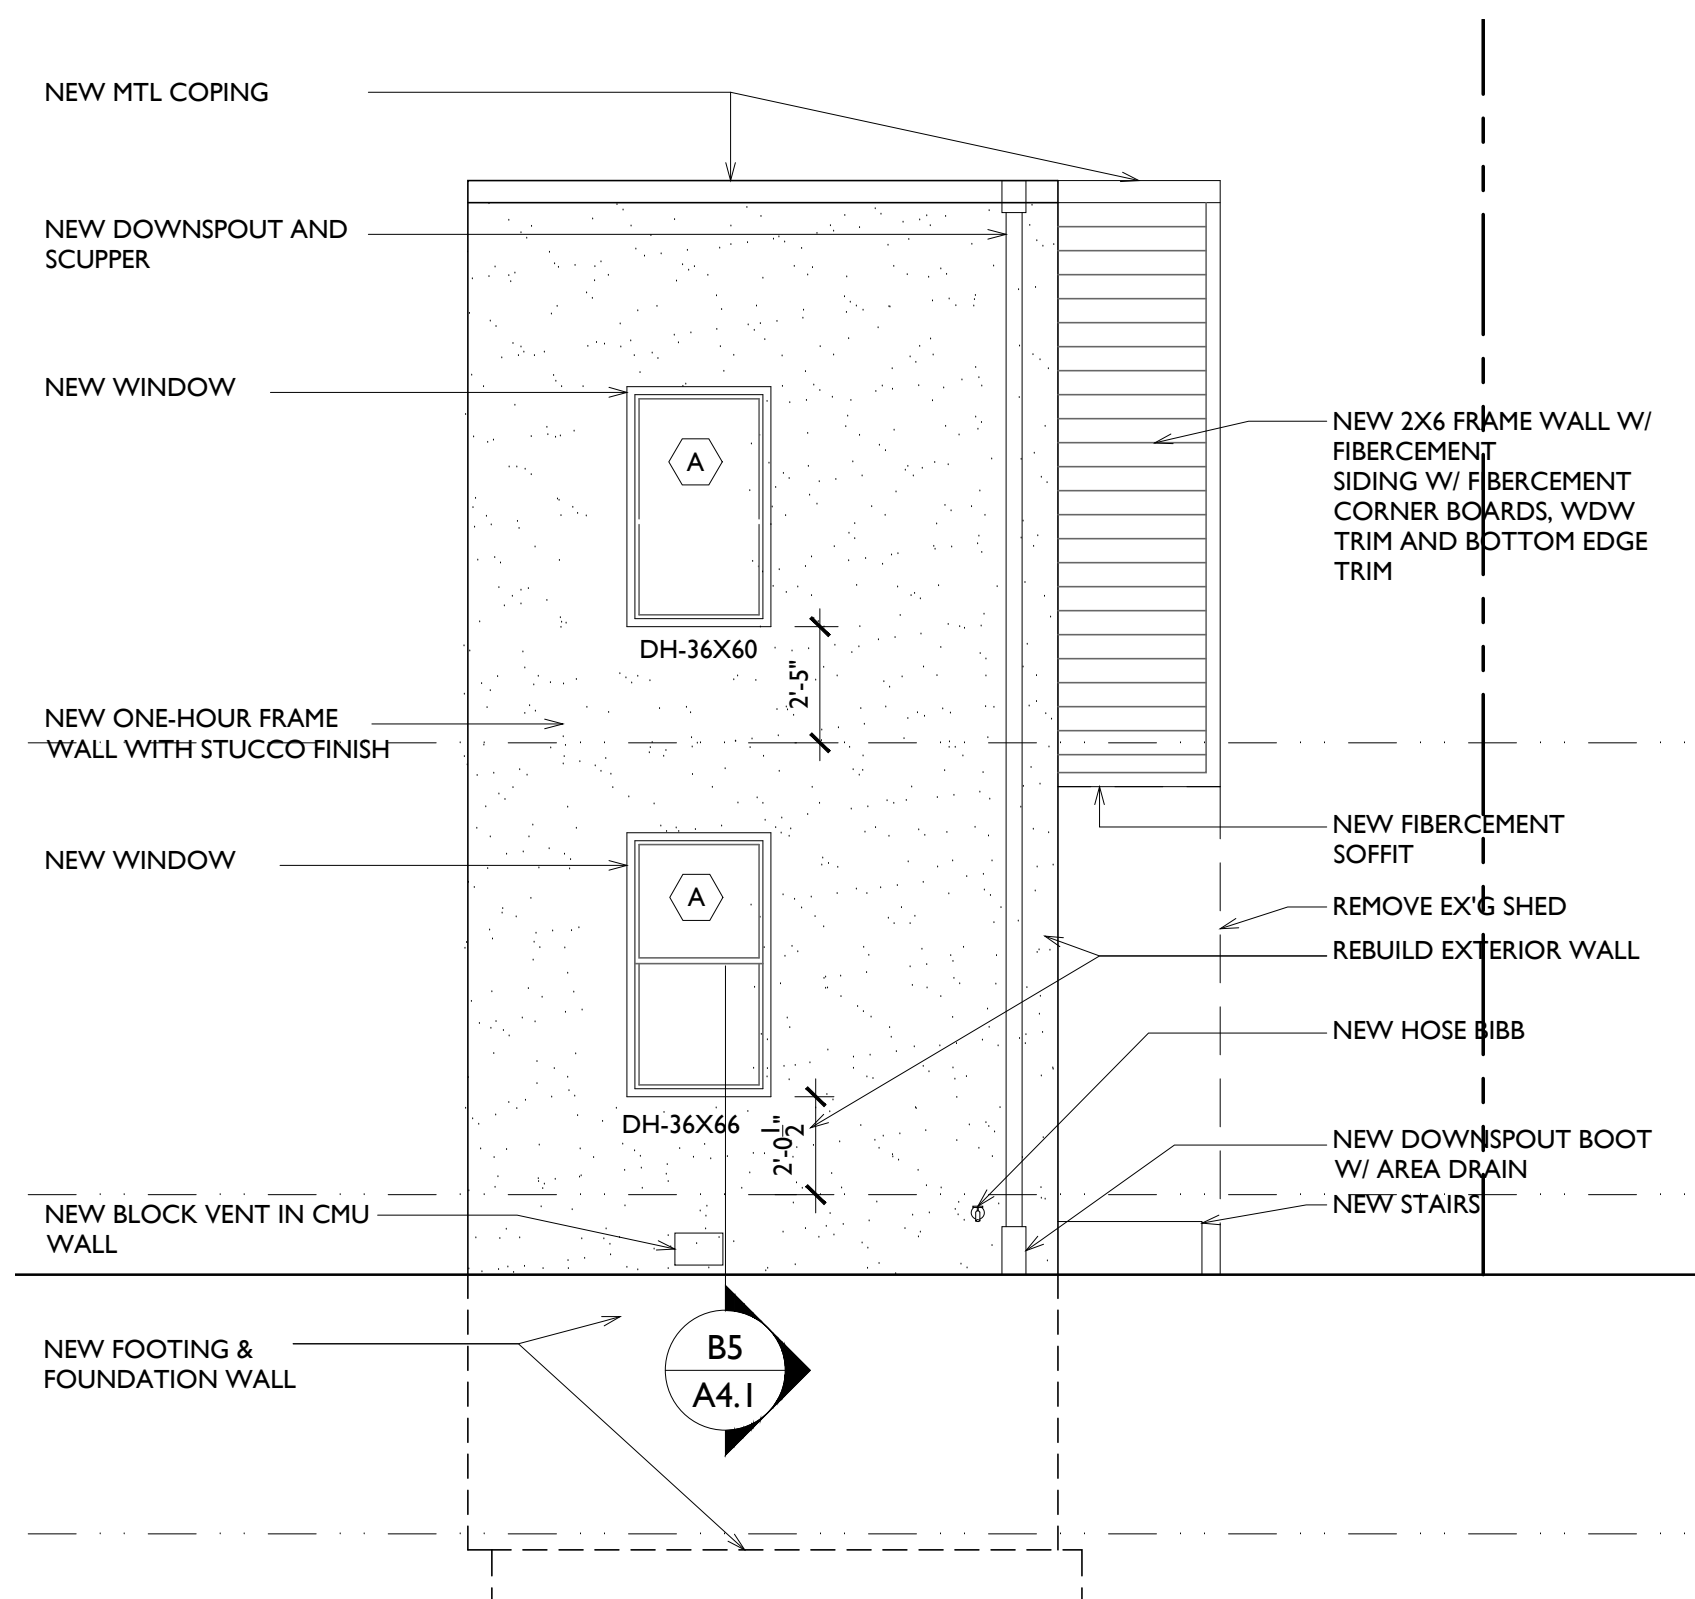 NEW MTL COPING
NEW DOWNSPOUT AND
SCUPPER
NEW WINDOW
A
NEW 2X6 FRAME WALL W/
FIBERCEMENT
SIDING W/ FIBERCEMENT
CORNER BOARDS, WDW
TRIM AND BOTTOM EDGE
TRIM
DH-36X60
2'-5"
NEW ONE-HOUR FRAME
WALL WITH STUCCO FINISH
NEW FIBERCEMENT
SOFFIT
NEW WINDOW
A
REMOVE EX'G SHED
REBUILD EXTERIOR WALL
NEW HOSE BIBB
DH-36X66
2'-0 1/2"
NEW DOWNSPOUT BOOT
W/ AREA DRAIN
NEW STAIRS
NEW BLOCK VENT IN CMU
WALL
NEW FOOTING &
FOUNDATION WALL
B5
A4.1